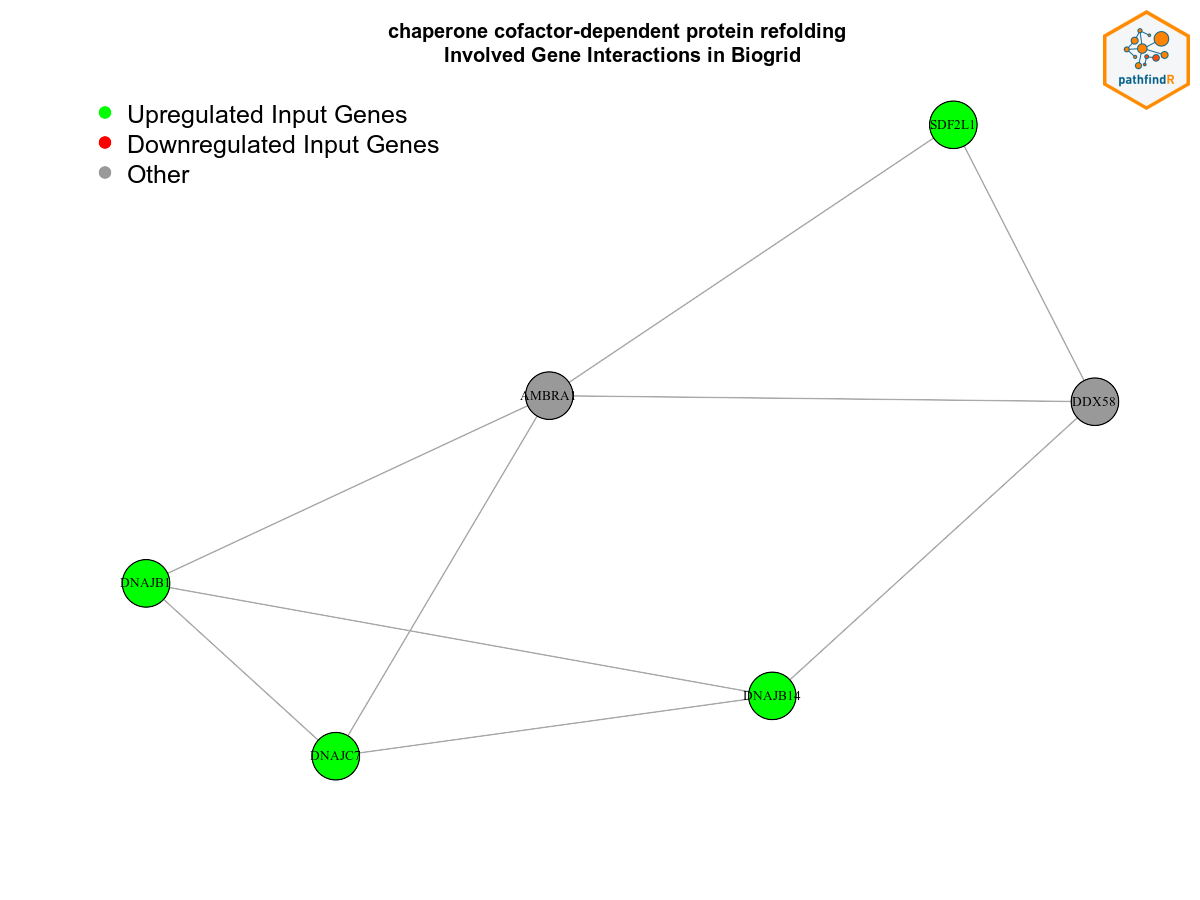 chaperone cofactor-dependent protein refolding
Involved Gene Interactions in Biogrid
pathfindR
Upregulated Input Genes
Downregulated Input Genes
Other
SDF2L1
AMBRA1
DDX58
DNAJB1
DNAJB14
DNAJC7